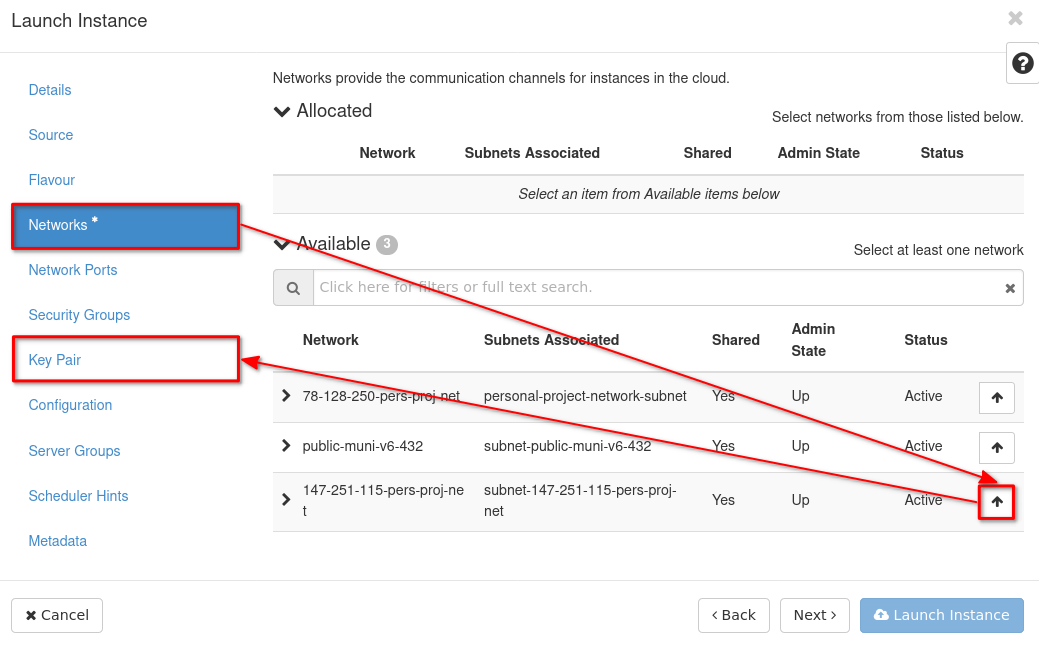 Launch Instance
Details
Source
Flavour
Networks *
Network Ports
Security Groups
Key Pair
Configuration
Server Groups
Scheduler Hints
Metadata
Networks provide the communication channels for instances in the cloud.
Allocated
Select networks from those listed below.
Network Subnets Associated Shared Admin State Status
Select an item from Available items below
Available 3
Select at least one network
Click here for filters or full text search.
Network Subnets Associated Shared Admin State Status
78-128-250-pers-proj-net personal-project-network-subnet Yes Up Active
public-muni-v6-432 subnet-public-muni-v6-432 Yes Up Active
147-251-115-pers-proj-ne
t
subnet-147-251-115-pers-proj-
net
Yes Up Active
Cancel
Back
Next
Launch Instance